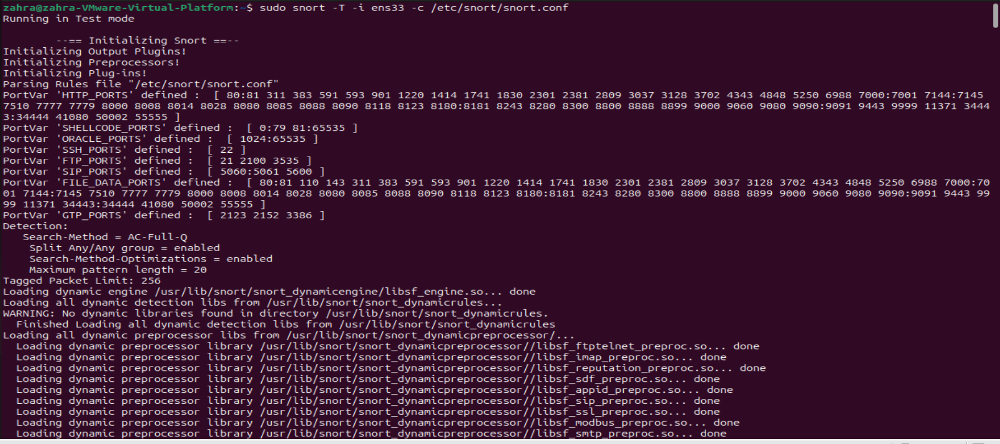 zahra@zahra-VMware-Virtual-Platform:~$ sudo snort -T -i ens33 -c /etc/snort/snort.conf
Running in Test mode
        --== Initializing Snort ==--
Initializing Output Plugins!
Initializing Preprocessors!
Initializing Plug-ins!
Parsing Rules file "/etc/snort/snort.conf"
PortVar 'HTTP_PORTS' defined :  [ 80:81 311 383 591 593 901 1220 1414 1741 1830 2301 2381 2809 3037 3128 3702 4343 4848 5250 6988 7000:7001 7144:7145
7510 7777 7779 8000 8008 8014 8028 8080 8085 8088 8090 8118 8123 8180:8181 8243 8280 8300 8800 8888 8899 9000 9060 9080 9090:9091 9443 9999 11371 3444
3:34444 41080 50002 55555 ]
PortVar 'SHELLCODE_PORTS' defined :  [ 0:79 81:65535 ]
PortVar 'ORACLE_PORTS' defined :  [ 1024:65535 ]
PortVar 'SSH_PORTS' defined :  [ 22 ]
PortVar 'FTP_PORTS' defined :  [ 21 2100 3535 ]
PortVar 'SIP_PORTS' defined :  [ 5060:5061 5600 ]
PortVar 'FILE_DATA_PORTS' defined :  [ 80:81 110 143 311 383 591 593 901 1220 1414 1741 1830 2301 2381 2809 3037 3128 3702 4343 4848 5250 6988 7000:70
01 7144:7145 7510 7777 7779 8000 8008 8014 8028 8080 8085 8088 8090 8118 8123 8180:8181 8243 8280 8300 8800 8888 8899 9000 9060 9080 9090:9091 9443 99
99 11371 34443:34444 41080 50002 55555 ]
PortVar 'GTP_PORTS' defined :  [ 2123 2152 3386 ]
Detection:
   Search-Method = AC-Full-Q
    Split Any/Any group = enabled
    Search-Method-Optimizations = enabled
    Maximum pattern length = 20
Tagged Packet Limit: 256
Loading dynamic engine /usr/lib/snort/snort_dynamicengine/libsf_engine.so... done
Loading all dynamic detection libs from /usr/lib/snort/snort_dynamicrules...
WARNING: No dynamic libraries found in directory /usr/lib/snort/snort_dynamicrules.
  Finished Loading all dynamic detection libs from /usr/lib/snort/snort_dynamicrules
Loading all dynamic preprocessor libs from /usr/lib/snort/snort_dynamicpreprocessor/...
  Loading dynamic preprocessor library /usr/lib/snort/snort_dynamicpreprocessor//libsf_ftptelnet_preproc.so... done
  Loading dynamic preprocessor library /usr/lib/snort/snort_dynamicpreprocessor//libsf_imap_preproc.so... done
  Loading dynamic preprocessor library /usr/lib/snort/snort_dynamicpreprocessor//libsf_reputation_preproc.so... done
  Loading dynamic preprocessor library /usr/lib/snort/snort_dynamicpreprocessor//libsf_sdf_preproc.so... done
  Loading dynamic preprocessor library /usr/lib/snort/snort_dynamicpreprocessor//libsf_appid_preproc.so... done
  Loading dynamic preprocessor library /usr/lib/snort/snort_dynamicpreprocessor//libsf_sip_preproc.so... done
  Loading dynamic preprocessor library /usr/lib/snort/snort_dynamicpreprocessor//libsf_ssl_preproc.so... done
  Loading dynamic preprocessor library /usr/lib/snort/snort_dynamicpreprocessor//libsf_modbus_preproc.so... done
  Loading dynamic preprocessor library /usr/lib/snort/snort_dynamicpreprocessor//libsf_smtp_preproc.so... done